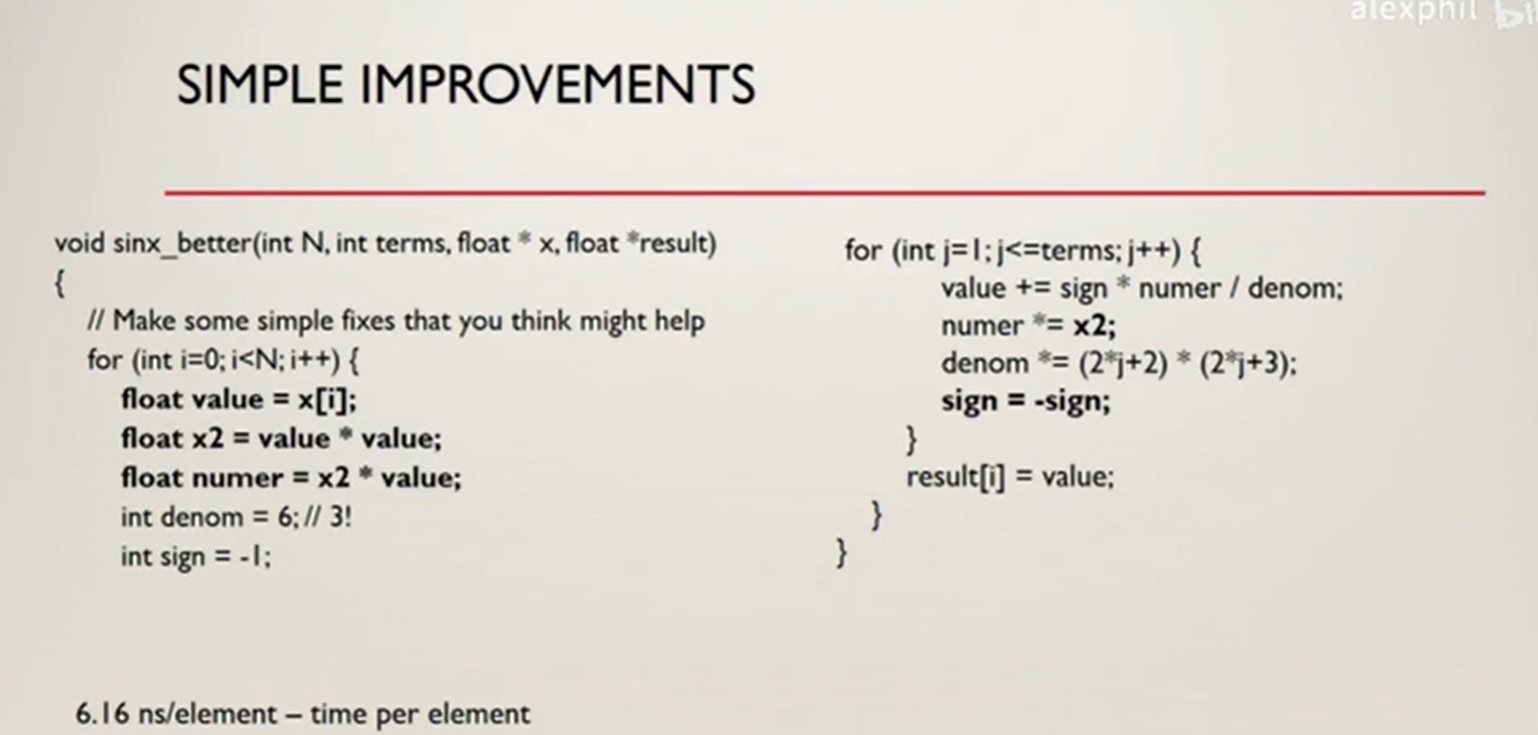 alexphil
SIMPLE IMPROVEMENTS
void sinx_better(int N, int terms, float * x, float *result)
{
// Make some simple fixes that you think might help
for (int i=0; i<N; i++) {
float value = x[i];
float x2 = value * value;
float numer = x2 * value;
int denom = 6; // 3!
int sign = -1;
for (int j=1; j<=terms; j++) {
value += sign * numer / denom;
numer *= x2;
denom *= (2*j+2) * (2*j+3);
sign = -sign;
}
result[i] = value;
}
}
6.16 ns/element – time per element